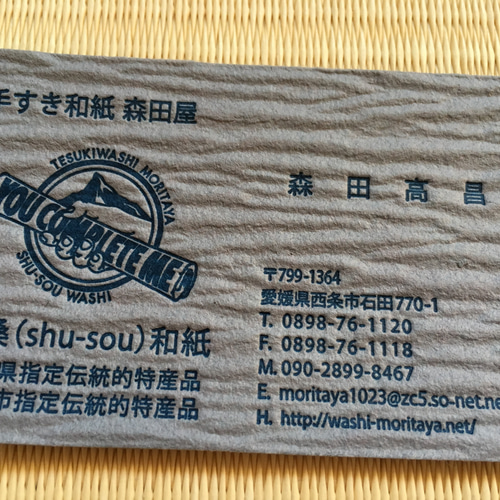 すき和紙 森田屋
TESUKIWASHI MORITAYA
YOU COMPLETE ME
SHU-SOU WASHI
(shu-sou)和紙
県指定伝統的特産品
市指定伝統的特産品
森田高昌
〒799-1364
愛媛県西条市石田770-1
T. 0898-76-1120
F. 0898-76-1118
M. 090-2899-8467
E. moritaya1023@zc5.so-net.ne
H. http://washi-moritaya.net/